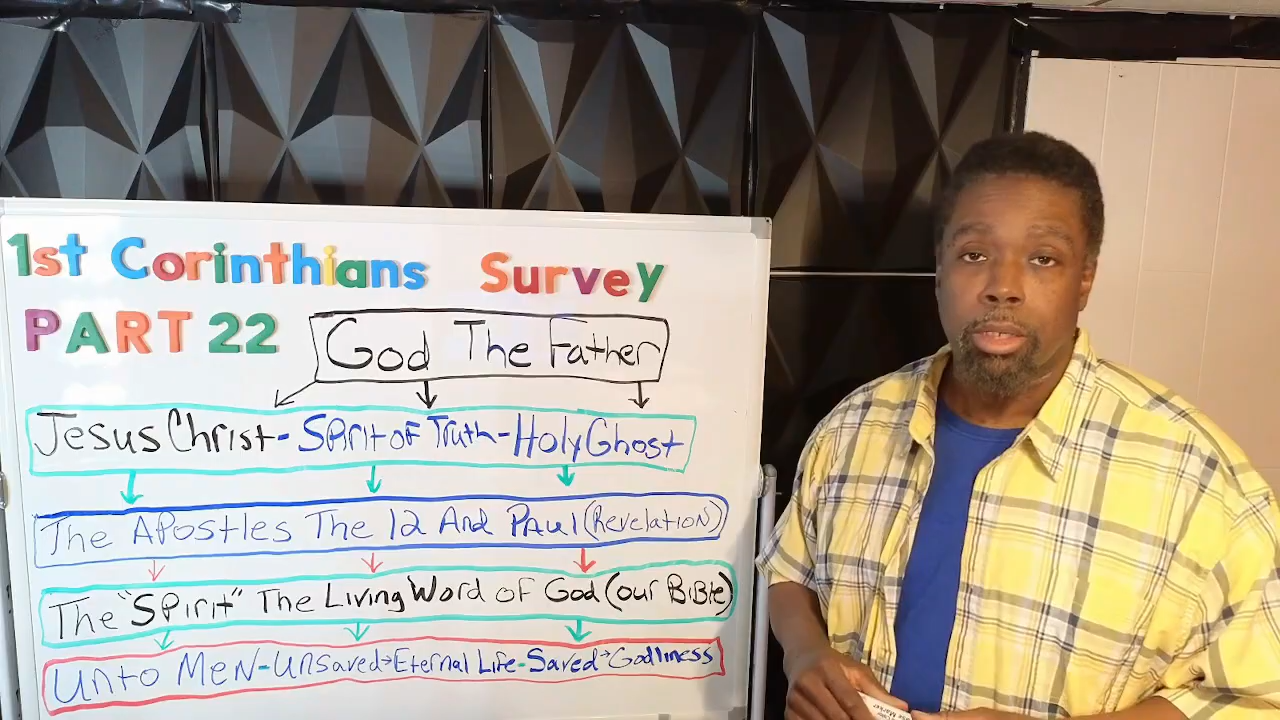 1st Corinthians Survey
PART 22
God The Father
Jesus Christ-Spirit of Truth-Holy Ghost
The Apostles The 12 And Paul (Revelation)
The "Spirit" The Living Word of God (our BiBle)
Unto Men-Unsaved→Eternal Life-Saved→Godliness